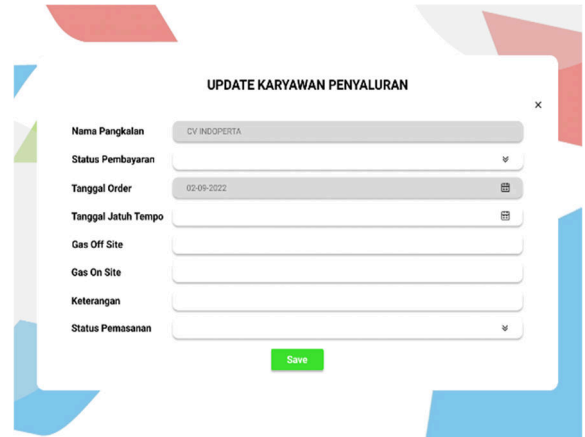 UPDATE KARYAWAN PENYALURAN
×
Nama Pangkalan CV INDOPERTA
Status Pembayaran
Tanggal Order 02-09-2022
Tanggal Jatuh Tempo
Gas Off Site
Gas On Site
Keterangan
Status Pemasanan
Save